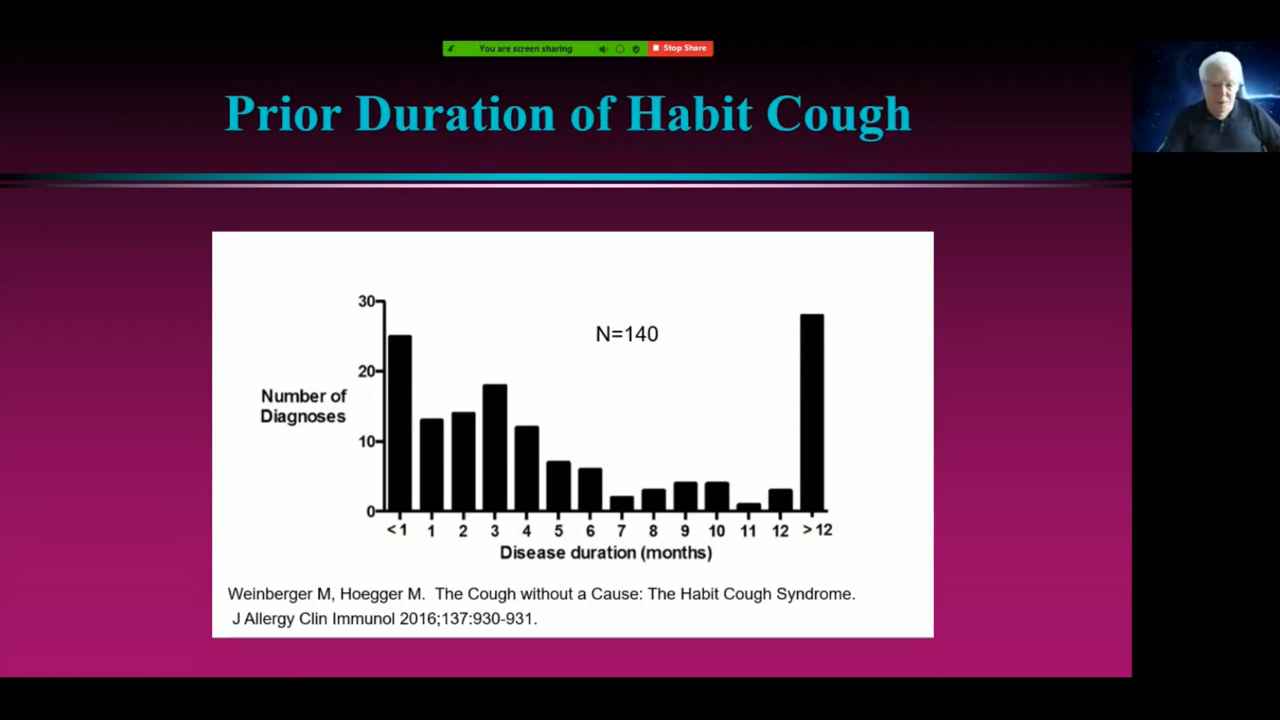 You are screen sharing
Stop Share
Prior Duration of Habit Cough
30
N=140
20
Number of
Diagnoses
10
0
<1 1 2 3 4 5 6 7 8 9 10 11 12 >12
Disease duration (months)
Weinberger M, Hoegger M. The Cough without a Cause: The Habit Cough Syndrome.
J Allergy Clin Immunol 2016;137:930-931.